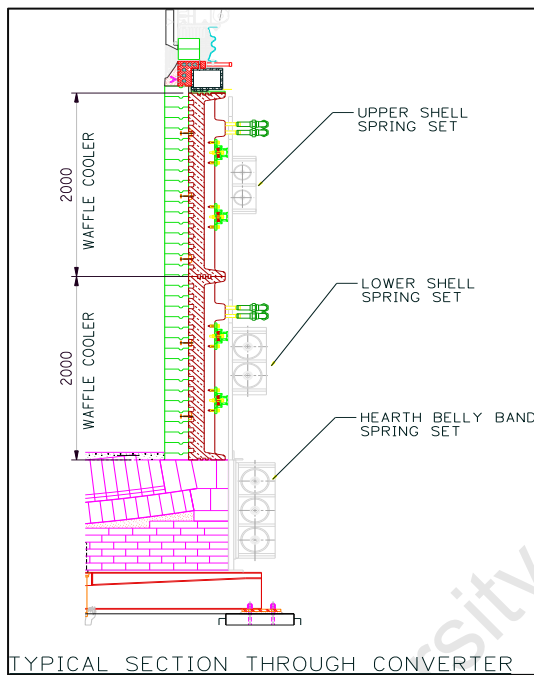 UPPER SHELL
SPRING SET
2000
WAFFLE COOLER
LOWER SHELL
SPRING SET
2000
WAFFLE COOLER
HEARTH BELLY BAND
SPRING SET
TYPICAL SECTION THROUGH CONVERTER